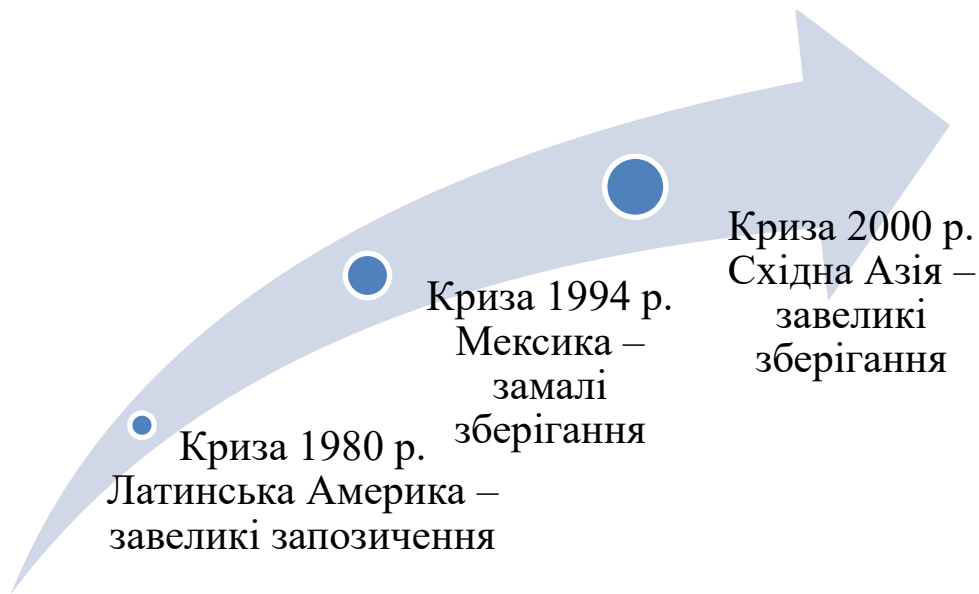 Криза 1980 р.
Латинська Америка –
завеликі запозичення
Криза 1994 р.
Мексика –
замалі
зберігання
Криза 2000 р.
Східна Азія –
завеликі
зберігання